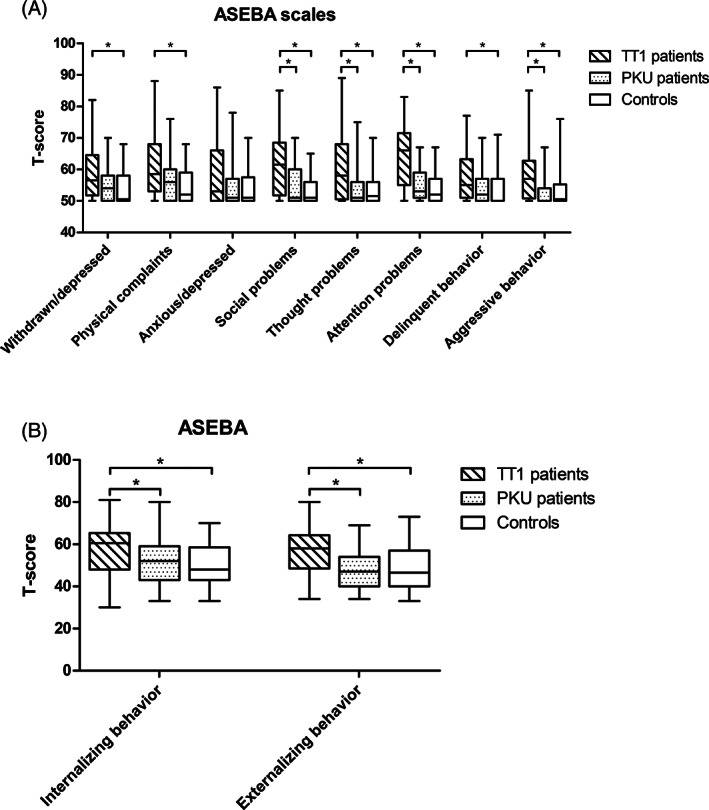 (A)
ASEBA scales
* * * * * * *
* * * *
TT1 patients
PKU patients
Controls
T-score
100
90
80
70
60
50
40
Withdrawn/depressed
Physical complaints
Anxious/depressed
Social problems
Thought problems
Attention problems
Delinquent behavior
Aggressive behavior
(B)
ASEBA
* *
* *
TT1 patients
PKU patients
Controls
T-score
100
80
60
40
20
0
Internalizing behavior
Externalizing behavior